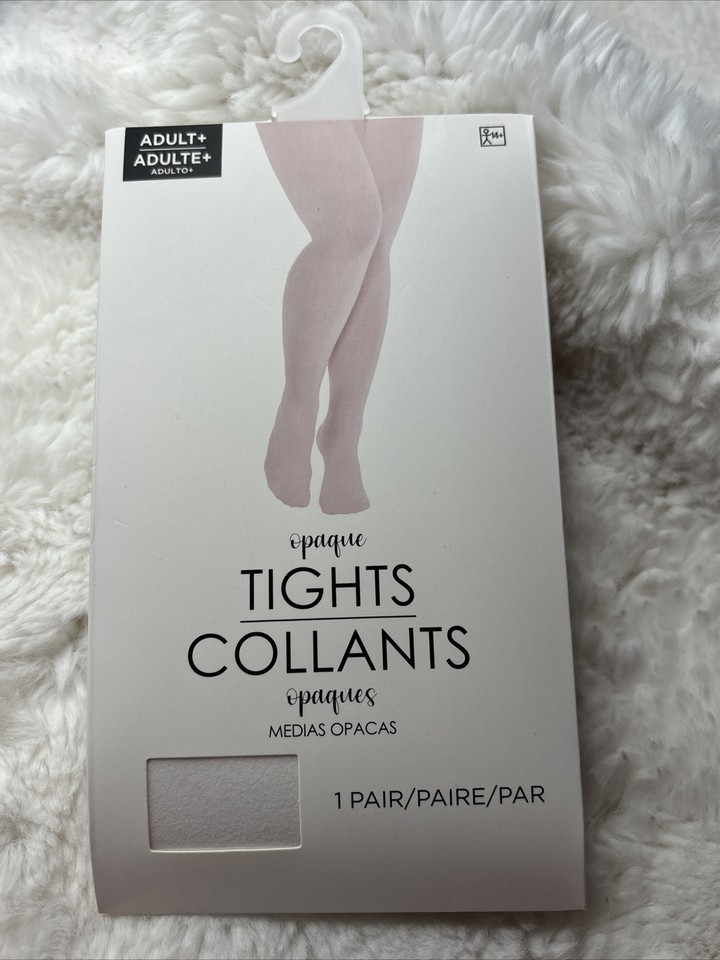 ADULT+
ADULTE+
ADULTO+
14+
opaque
TIGHTS
COLLANTS
opaques
MEDIAS OPACAS
1 PAIR/PAIRE/PAR